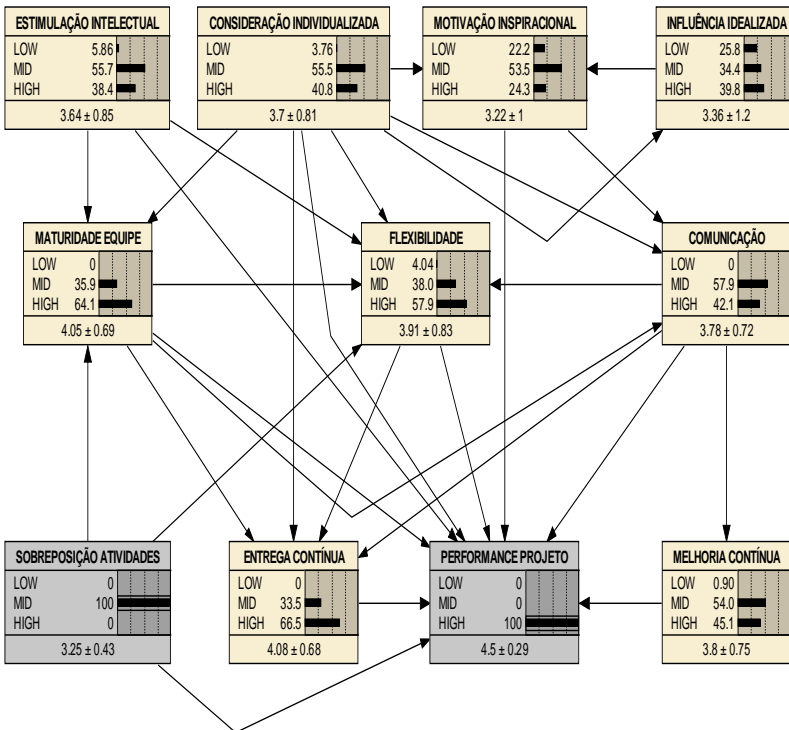 ESTIMULAÇÃO INTELECTUAL
LOW 5.86
MID 55.7
HIGH 38.4
3.64 ± 0.85
CONSIDERAÇÃO INDIVIDUALIZADA
LOW 3.76
MID 55.5
HIGH 40.8
3.7 ± 0.81
MOTIVAÇÃO INSPIRACIONAL
LOW 22.2
MID 53.5
HIGH 24.3
3.22 ± 1
INFLUÊNCIA IDEALIZADA
LOW 25.8
MID 34.4
HIGH 39.8
3.36 ± 1.2
MATURIDADE EQUIPE
LOW 0
MID 35.9
HIGH 64.1
4.05 ± 0.69
FLEXIBILIDADE
LOW 4.04
MID 38.0
HIGH 57.9
3.91 ± 0.83
COMUNICAÇÃO
LOW 0
MID 57.9
HIGH 42.1
3.78 ± 0.72
SOBREPOSIÇÃO ATIVIDADES
LOW 0
MID 100
HIGH 0
3.25 ± 0.43
ENTREGA CONTÍNUA
LOW 0
MID 33.5
HIGH 66.5
4.08 ± 0.68
PERFORMANCE PROJETO
LOW 0
MID 0
HIGH 100
4.5 ± 0.29
MELHORIA CONTÍNUA
LOW 0.90
MID 54.0
HIGH 45.1
3.8 ± 0.75